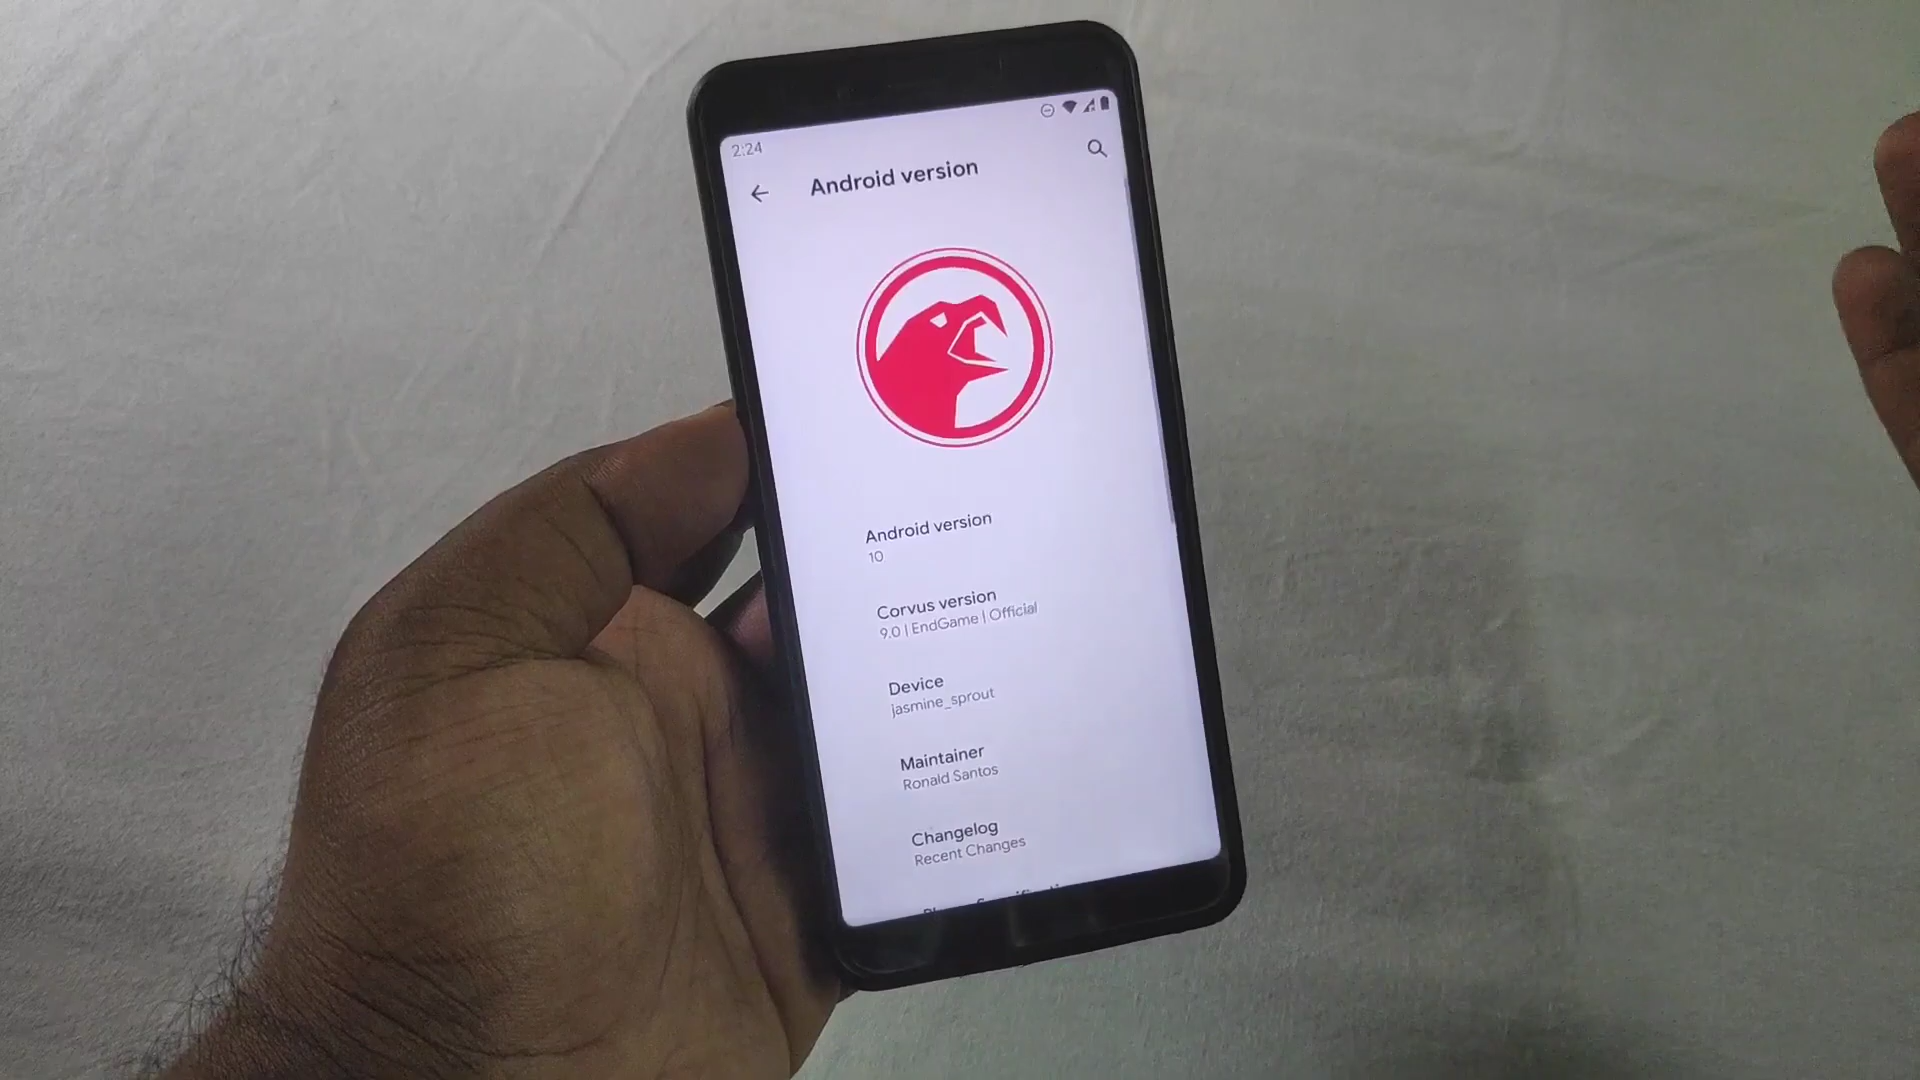 2:24
Android version
Android version
10
Corvus version
9.0 | EndGame | Official
Device
jasmine_sprout
Maintainer
Ronald Santos
Changelog
Recent Changes